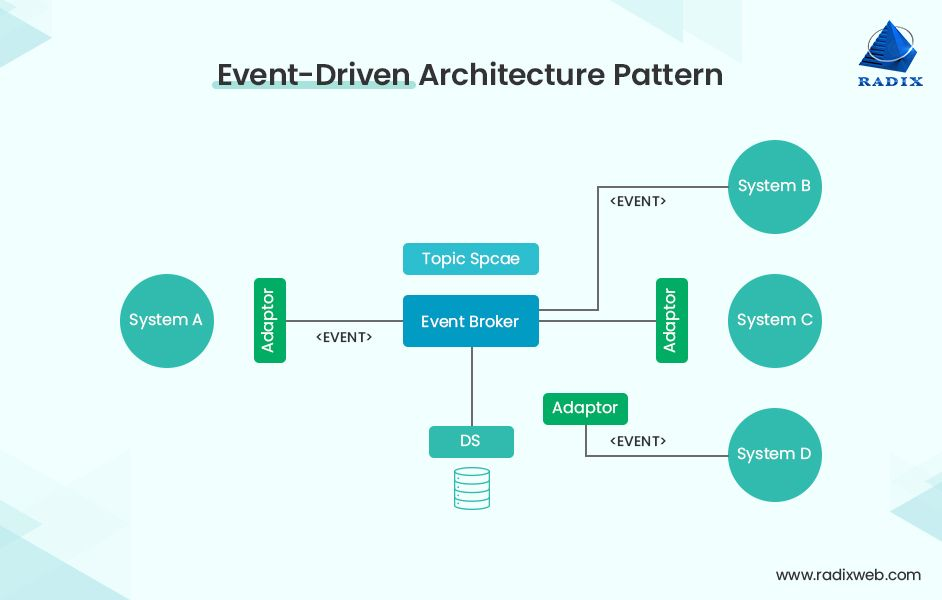 RADIX
Event-Driven Architecture Pattern
System B
<EVENT>
Topic Spcae
System A
Adaptor
<EVENT>
Event Broker
Adaptor
System C
Adaptor
DS
<EVENT>
System D
www.radixweb.com